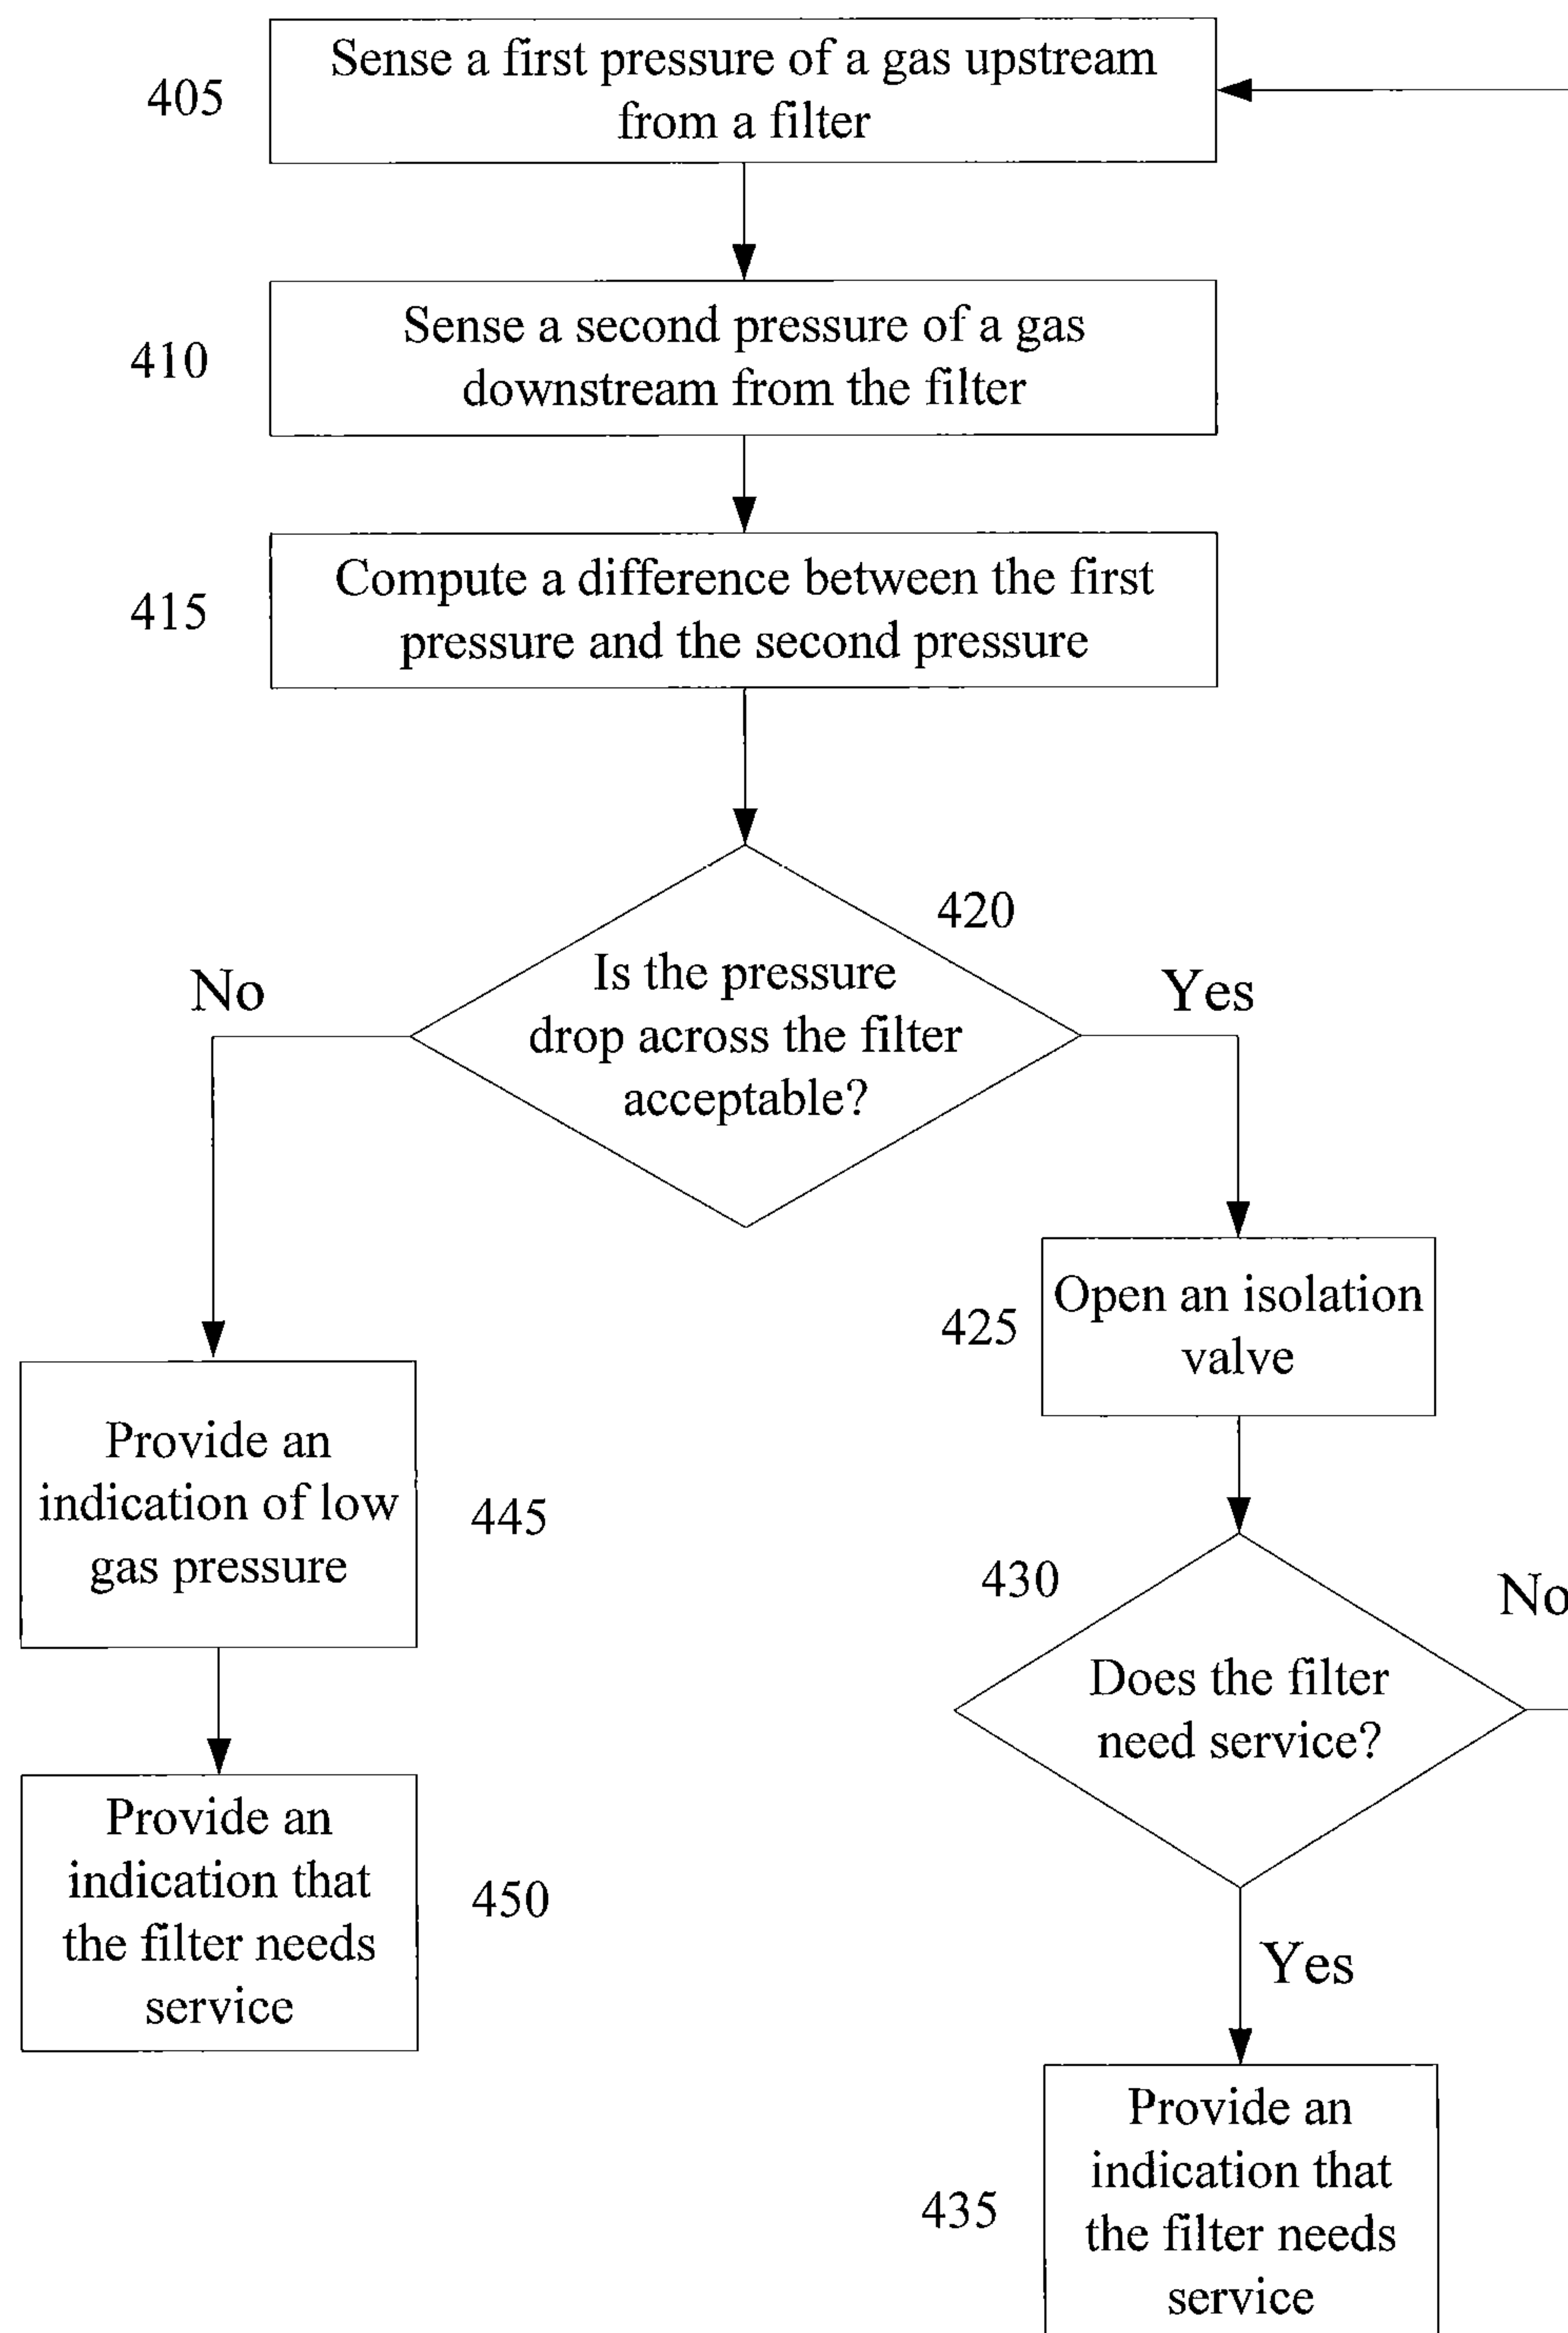 405
Sense a first pressure of a gas upstream
from a filter
410
Sense a second pressure of a gas
downstream from the filter
415
Compute a difference between the first
pressure and the second pressure
420
Is the pressure
drop across the filter
acceptable?
No
Yes
425
Open an isolation
valve
Provide an
indication of low
gas pressure
445
430
Does the filter
need service?
No
Provide an
indication that
the filter needs
service
450
Yes
435
Provide an
indication that
the filter needs
service